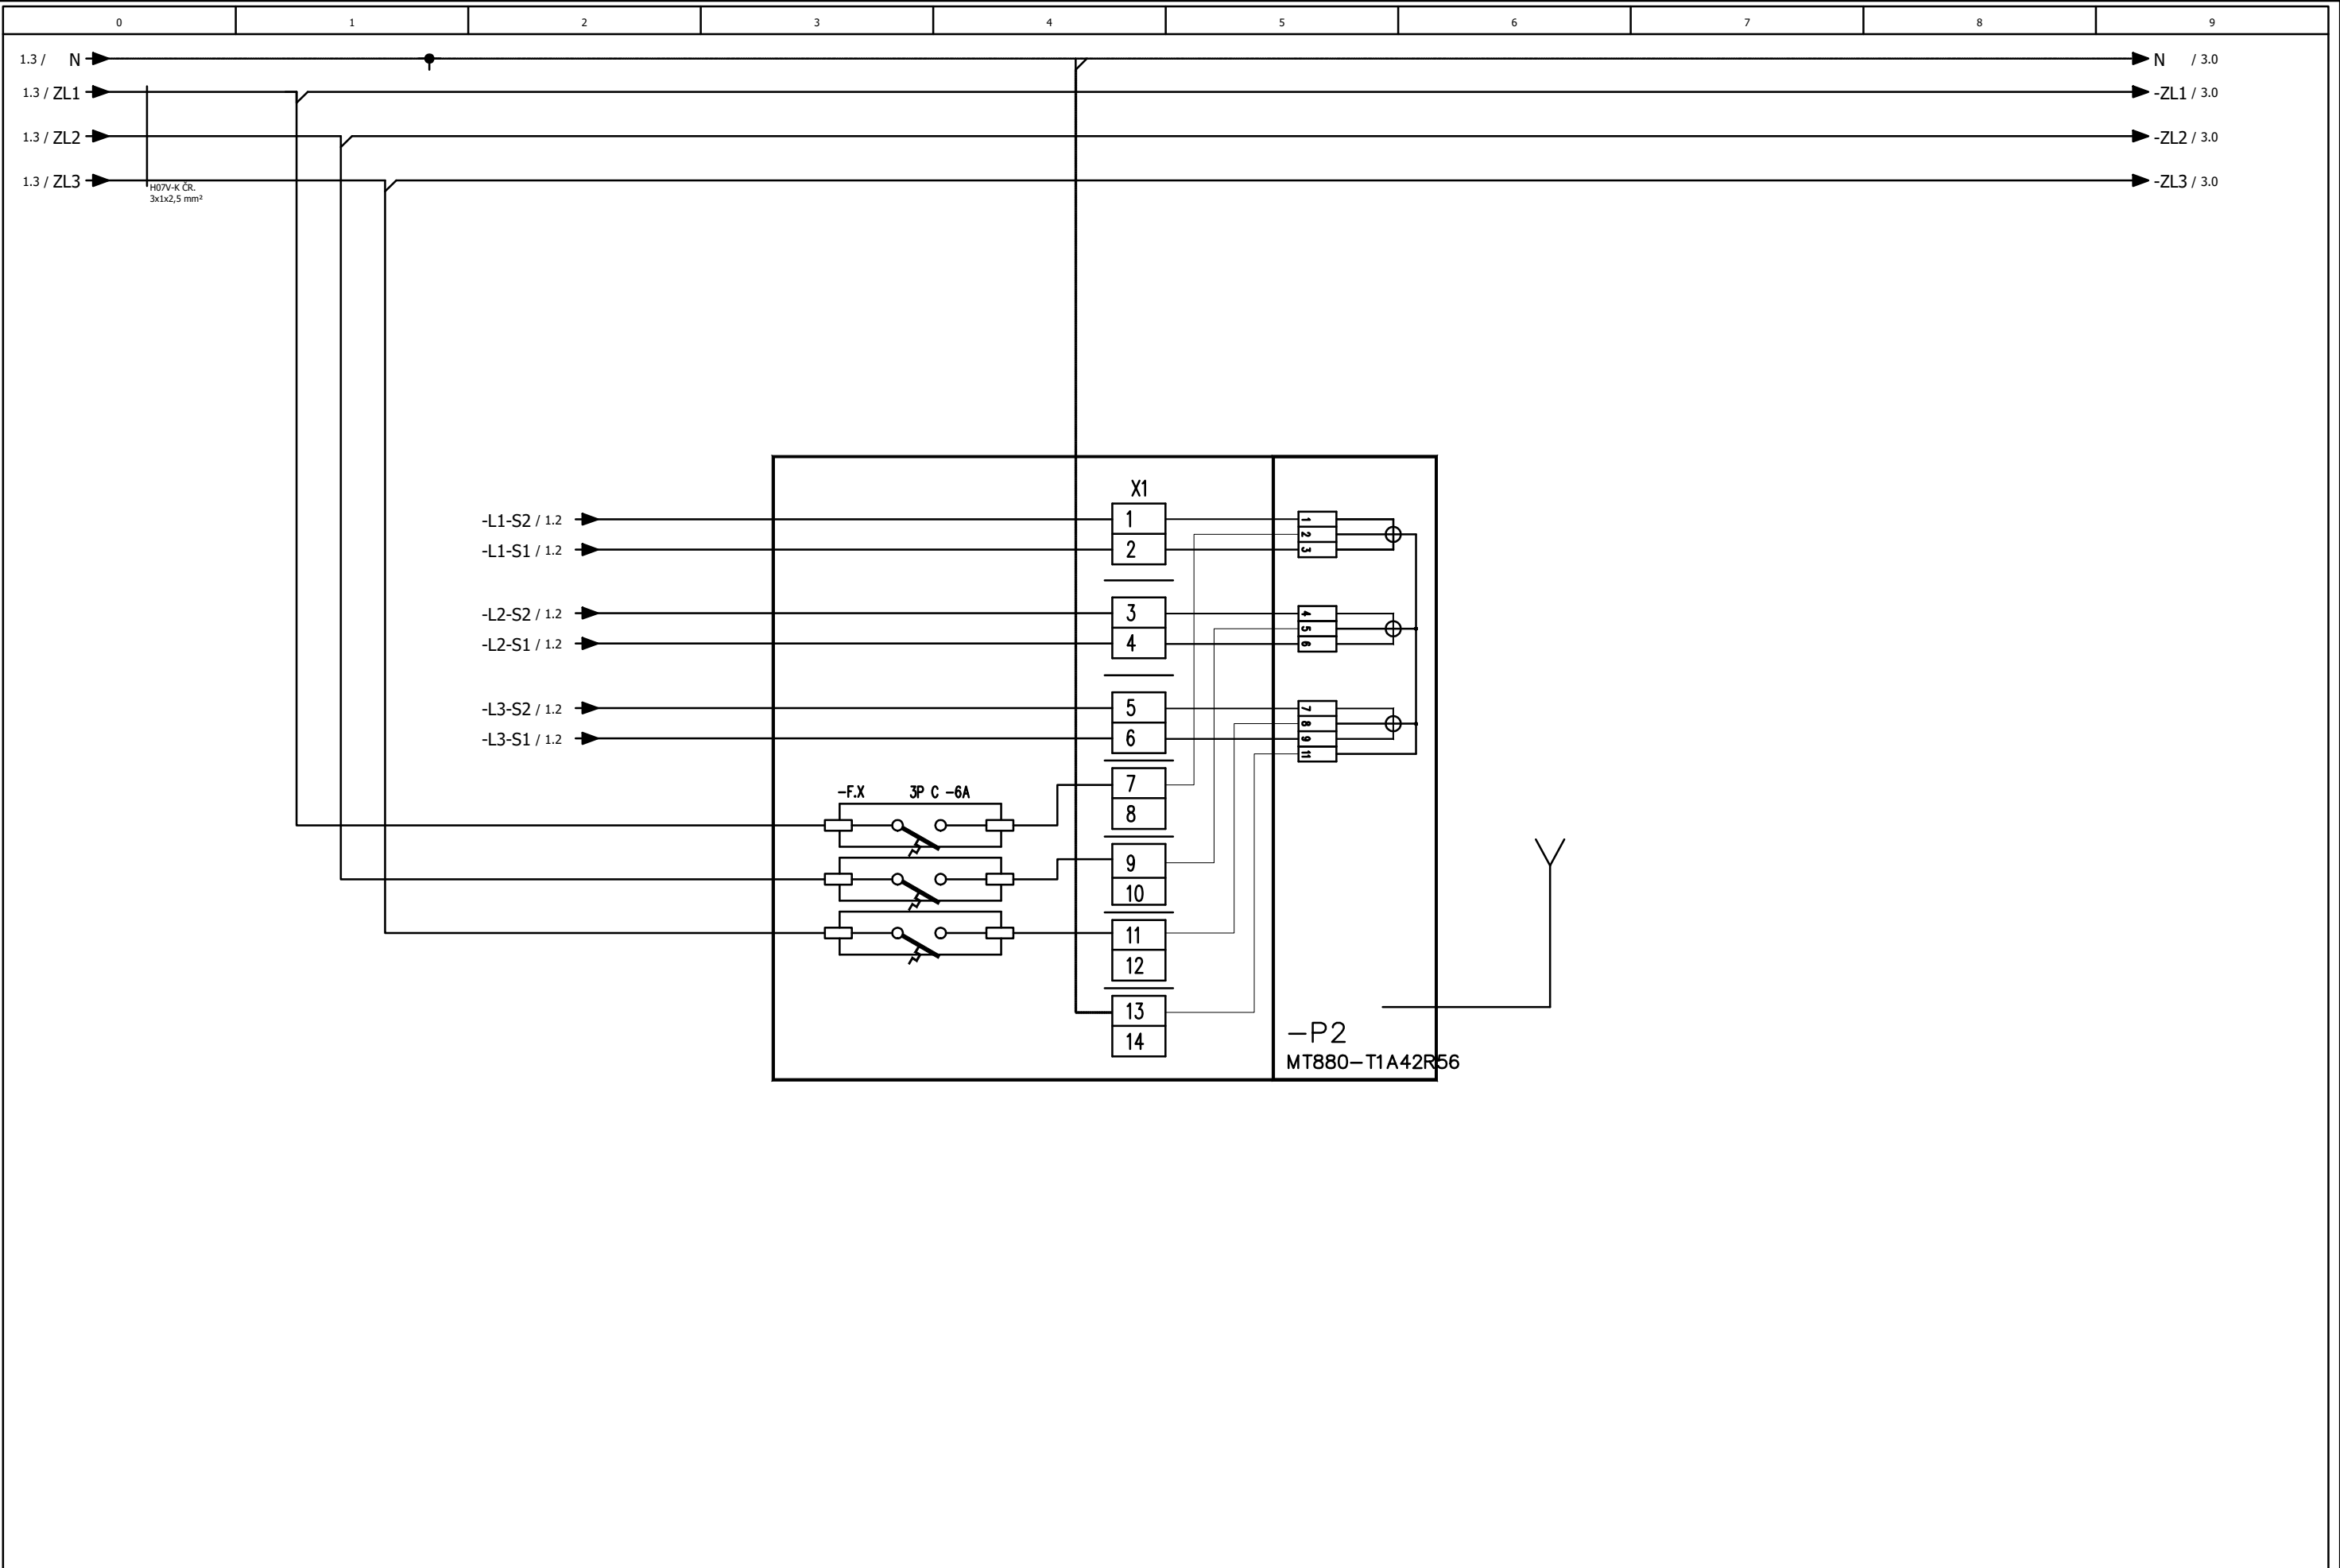 0 1 2 3 4 5 6 7 8 9
1.3 / N N / 3.0
1.3 / ZL1 -ZL1 / 3.0
1.3 / ZL2 -ZL2 / 3.0
1.3 / ZL3 -ZL3 / 3.0
H07V-K ČR.
3x1x2,5 mm²
X1
-L1-S2 / 1.2 1 1
2
-L1-S1 / 1.2 2 3
-L2-S2 / 1.2 3 4
5
-L2-S1 / 1.2 4 6
-L3-S2 / 1.2 5 7
8
-L3-S1 / 1.2 6 9
11
-F.X 3P C -6A 7
8
9
10
11
12
13
14
-P2
MT880-T1A42R56